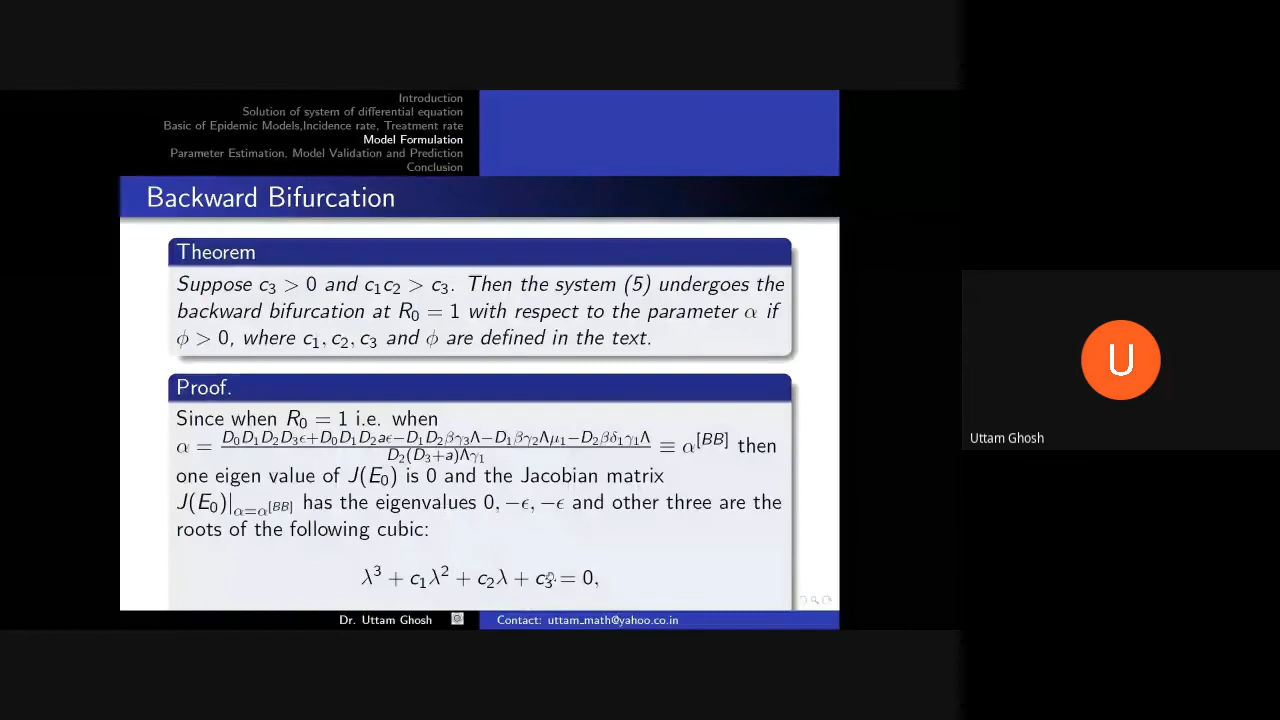 Introduction
Solution of system of differential equation
Basic of Epidemic Models,Incidence rate, Treatment rate
Model Formulation
Parameter Estimation, Model Validation and Prediction
Conclusion
Backward Bifurcation
Theorem
Suppose c₃ > 0 and c₁c₂ > c₃. Then the system (5) undergoes the
backward bifurcation at R₀ = 1 with respect to the parameter α if
ϕ > 0, where c₁, c₂, c₃ and ϕ are defined in the text.
Proof.
Since when R₀ = 1 i.e. when
α = (D₀D₁D₂D₃ϵ+D₀D₁D₂aϵ−D₁D₂βγ₃Λ−D₁βγ₂Λμ₁−D₂βδ₁γ₁Λ)/(D₂(D₃+a)Λγ₁) ≡ α^[BB] then
one eigen value of J(E₀) is 0 and the Jacobian matrix
J(E₀)|_{α=α^[BB]} has the eigenvalues 0, −ϵ, −ϵ and other three are the
roots of the following cubic:
λ³ + c₁λ² + c₂λ + c₃ = 0,
Dr. Uttam Ghosh
Contact: uttam_math@yahoo.co.in
U
Uttam Ghosh